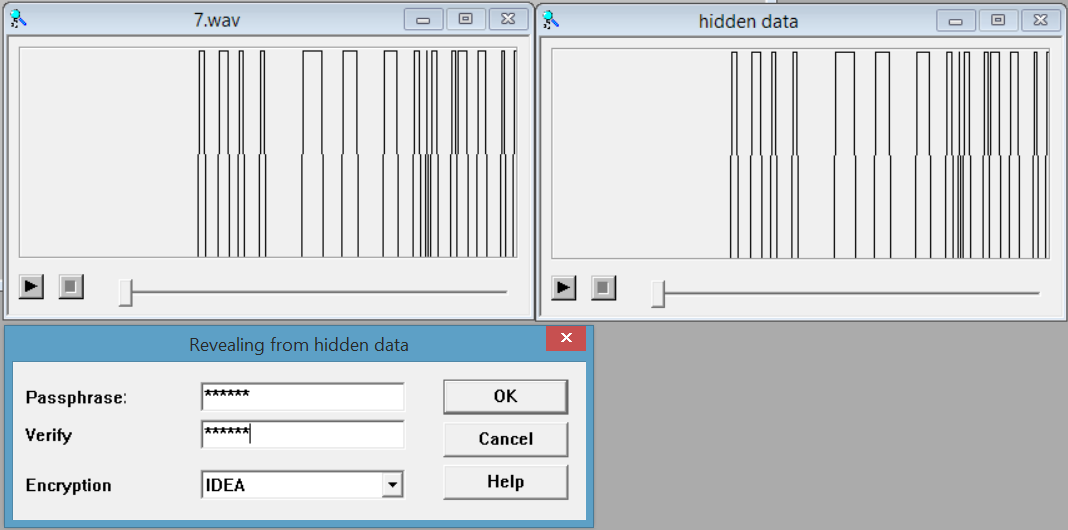 7.wav
hidden data
Revealing from hidden data
Passphrase: ******
OK
Verify ******
Cancel
Encryption IDEA
Help